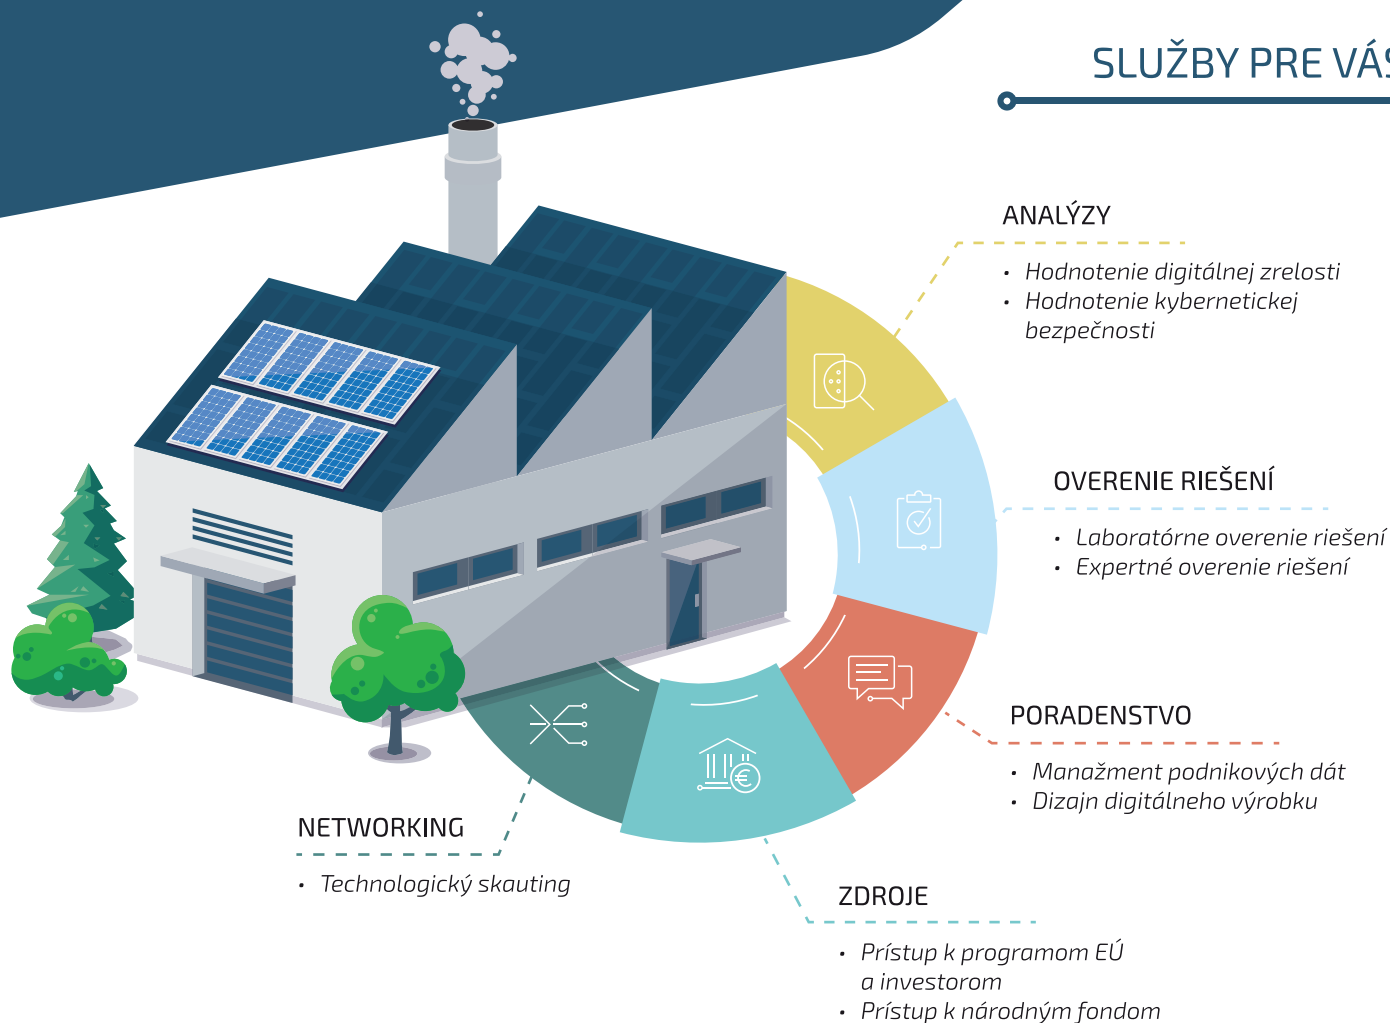 SLUŽBY PRE VÁS
ANALÝZY
• Hodnotenie digitálnej zrelosti
• Hodnotenie kybernetickej
bezpečnosti
OVERENIE RIEŠENÍ
• Laboratórne overenie riešení
• Expertné overenie riešení
PORADENSTVO
• Manažment podnikových dát
• Dizajn digitálneho výrobku
NETWORKING
• Technologický skauting
ZDROJE
• Prístup k programom EÚ
a investorom
• Prístup k národným fondom